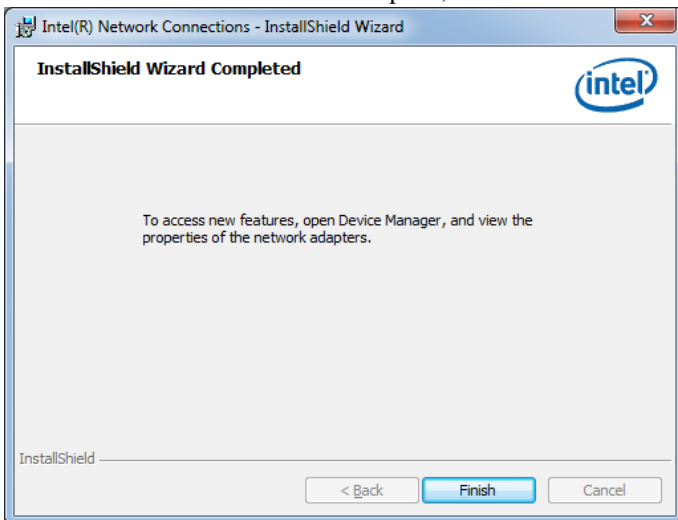 Intel(R) Network Connections - InstallShield Wizard
InstallShield Wizard Completed
intel
To access new features, open Device Manager, and view the
properties of the network adapters.
InstallShield
< Back
Finish
Cancel